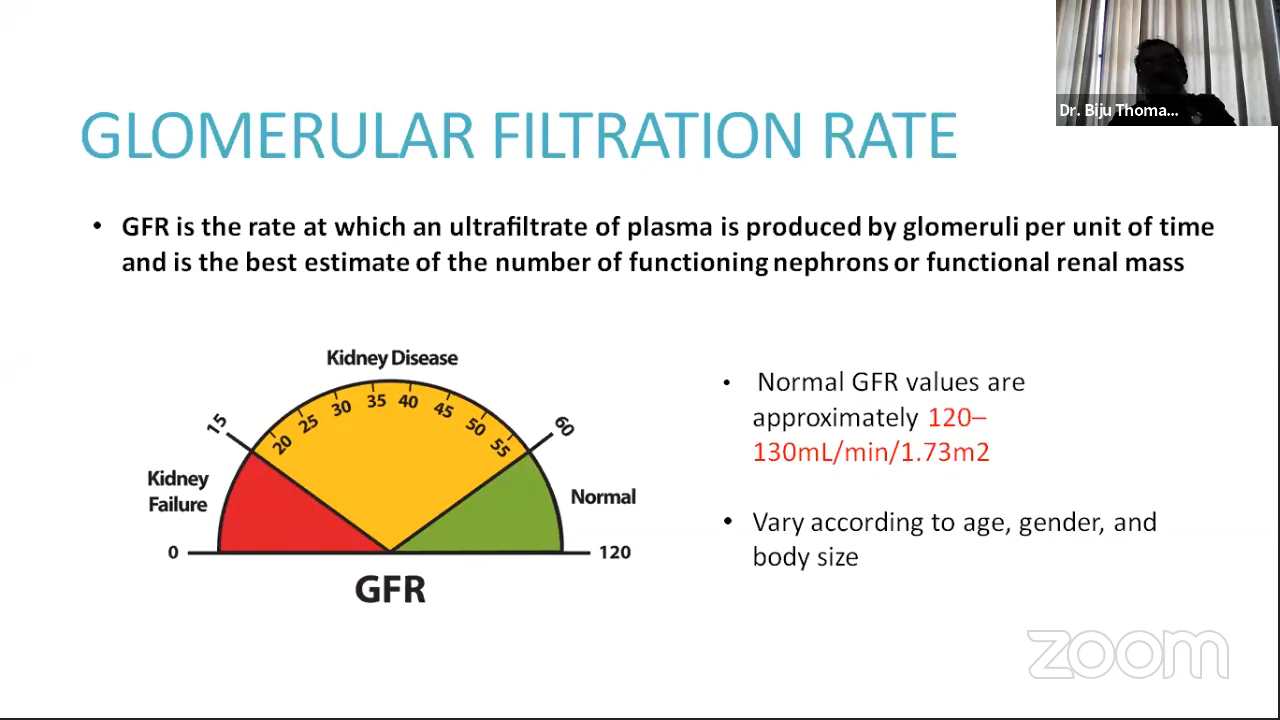 Dr. Biju Thoma...
GLOMERULAR FILTRATION RATE
• GFR is the rate at which an ultrafiltrate of plasma is produced by glomeruli per unit of time
and is the best estimate of the number of functioning nephrons or functional renal mass
Kidney Disease
15
20
25
30
35
40
45
50
55
60
Kidney
Failure
Normal
0
120
GFR
• Normal GFR values are
approximately 120–
130mL/min/1.73m2
• Vary according to age, gender, and
body size
zoom